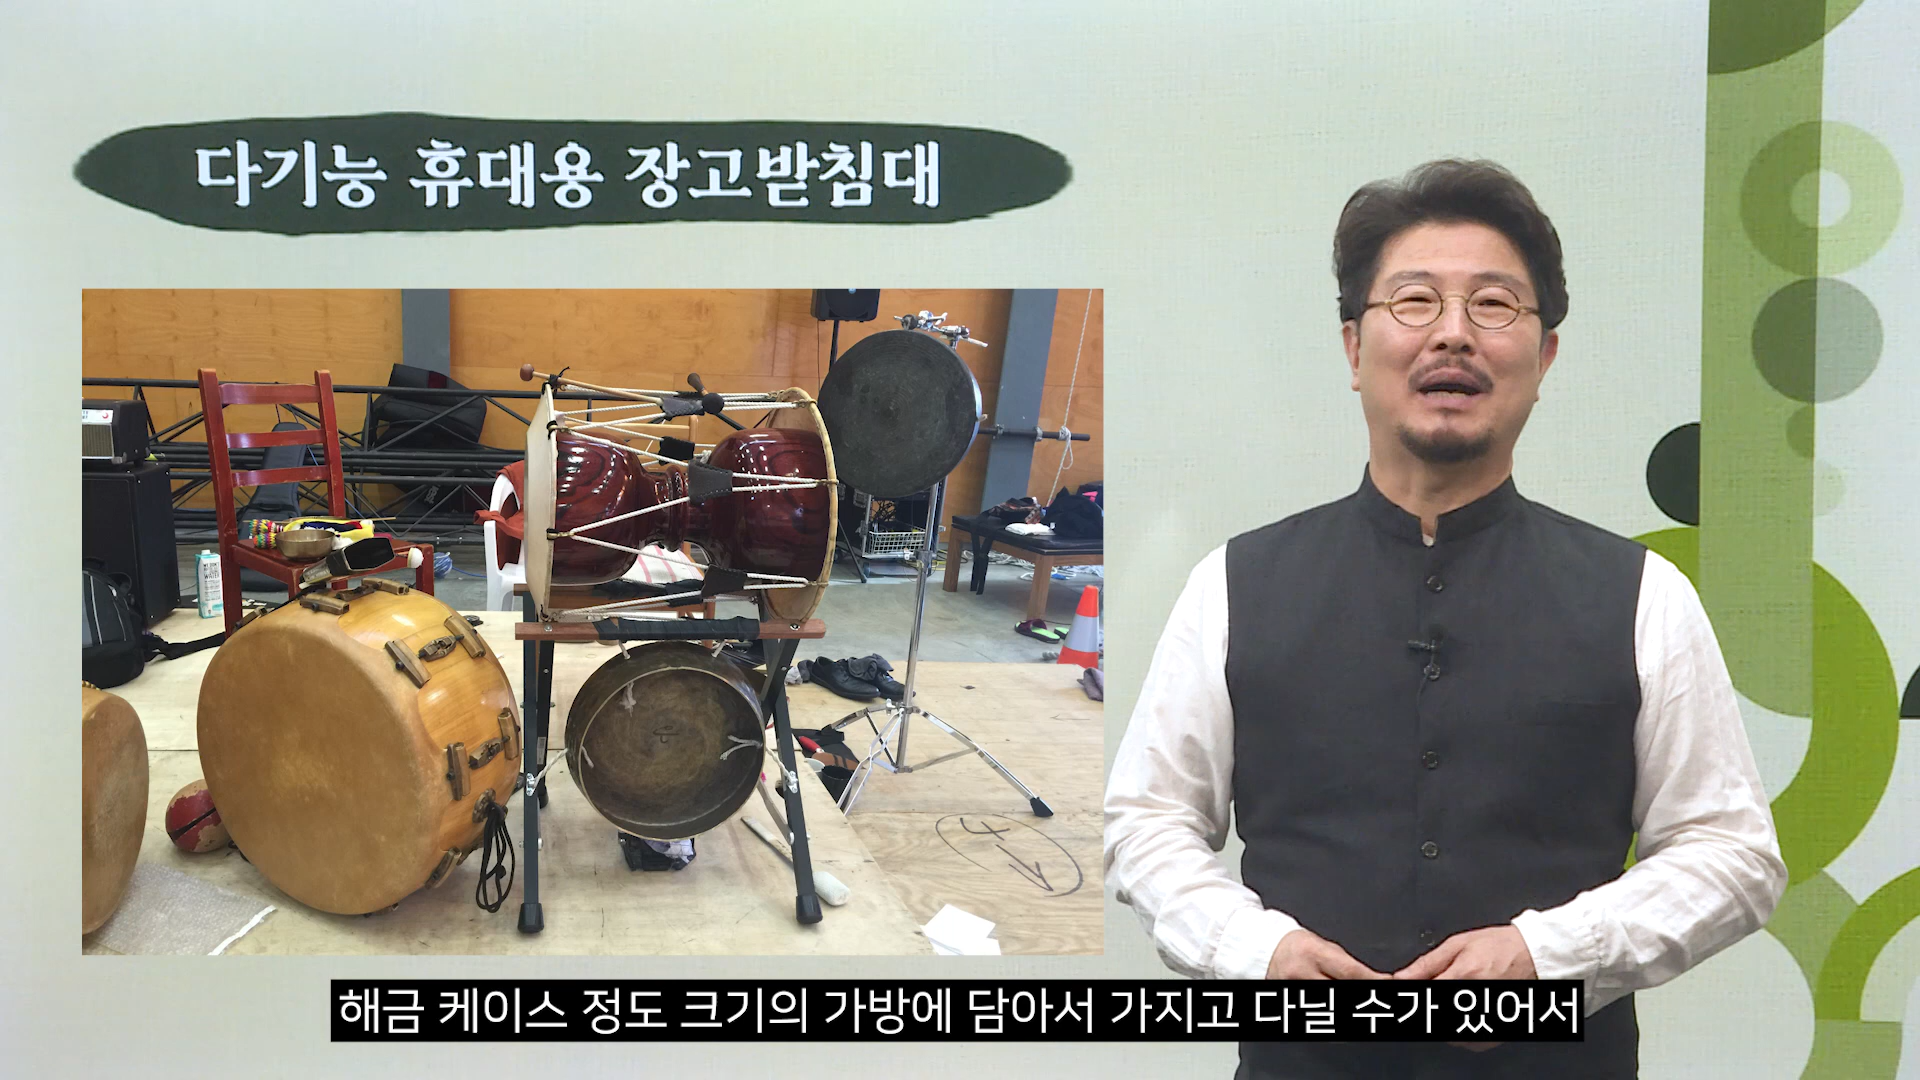 다기능 휴대용 장고받침대
해금 케이스 정도 크기의 가방에 담아서 가지고 다닐 수가 있어서